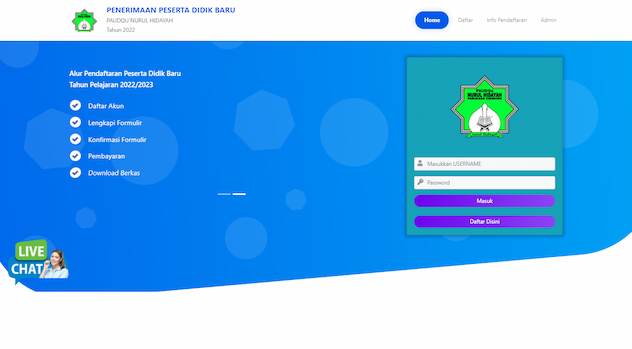 PENERIMAAN PESERTA DIDIK BARU
PAUDQU NURUL HIDAYAH
Tahun 2022
Home
Daftar
Info Pendaftaran
Admin
Alur Pendaftaran Peserta Didik Baru
Tahun Pelajaran 2022/2023
Daftar Akun
Lengkapi Formulir
Konfirmasi Formulir
Pembayaran
Download Berkas
PAUDQU
NURUL HIDAYAH
Masukkan USERNAME
Password
Masuk
Daftar Disini
LIVE
CHAT